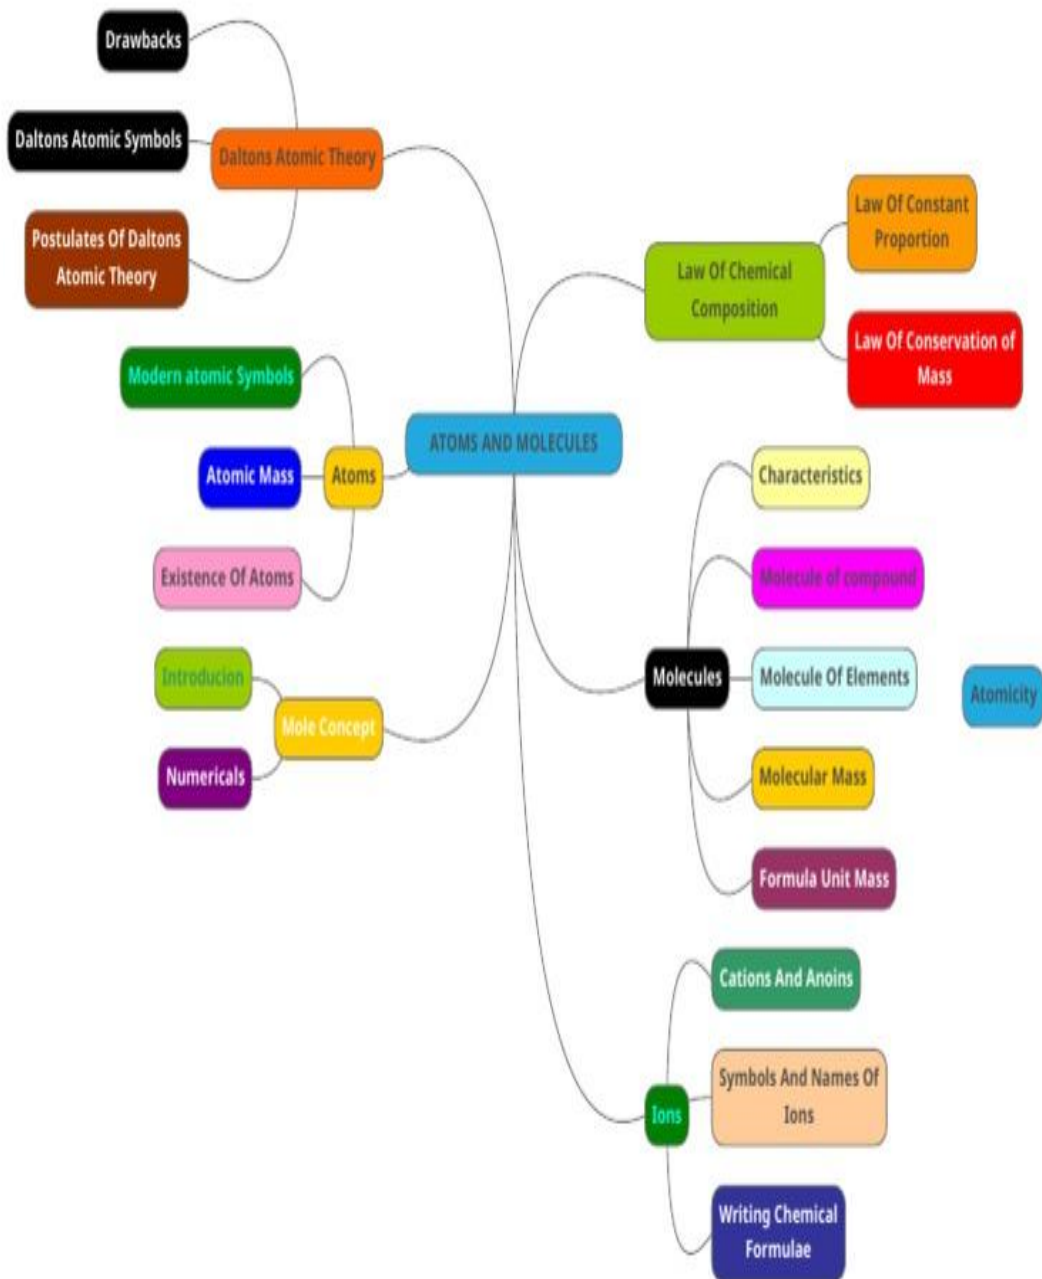 Drawbacks
Daltons Atomic Symbols
Daltons Atomic Theory
Postulates Of Daltons
Atomic Theory
Modern atomic Symbols
Atomic Mass
Atoms
Existence Of Atoms
Introducion
Mole Concept
Numericals
ATOMS AND MOLECULES
Law Of Chemical
Composition
Law Of Constant
Proportion
Law Of Conservation of
Mass
Characteristics
Molecule of compound
Molecules
Molecule Of Elements
Atomicity
Molecular Mass
Formula Unit Mass
Cations And Anoins
Ions
Symbols And Names Of
Ions
Writing Chemical
Formulae